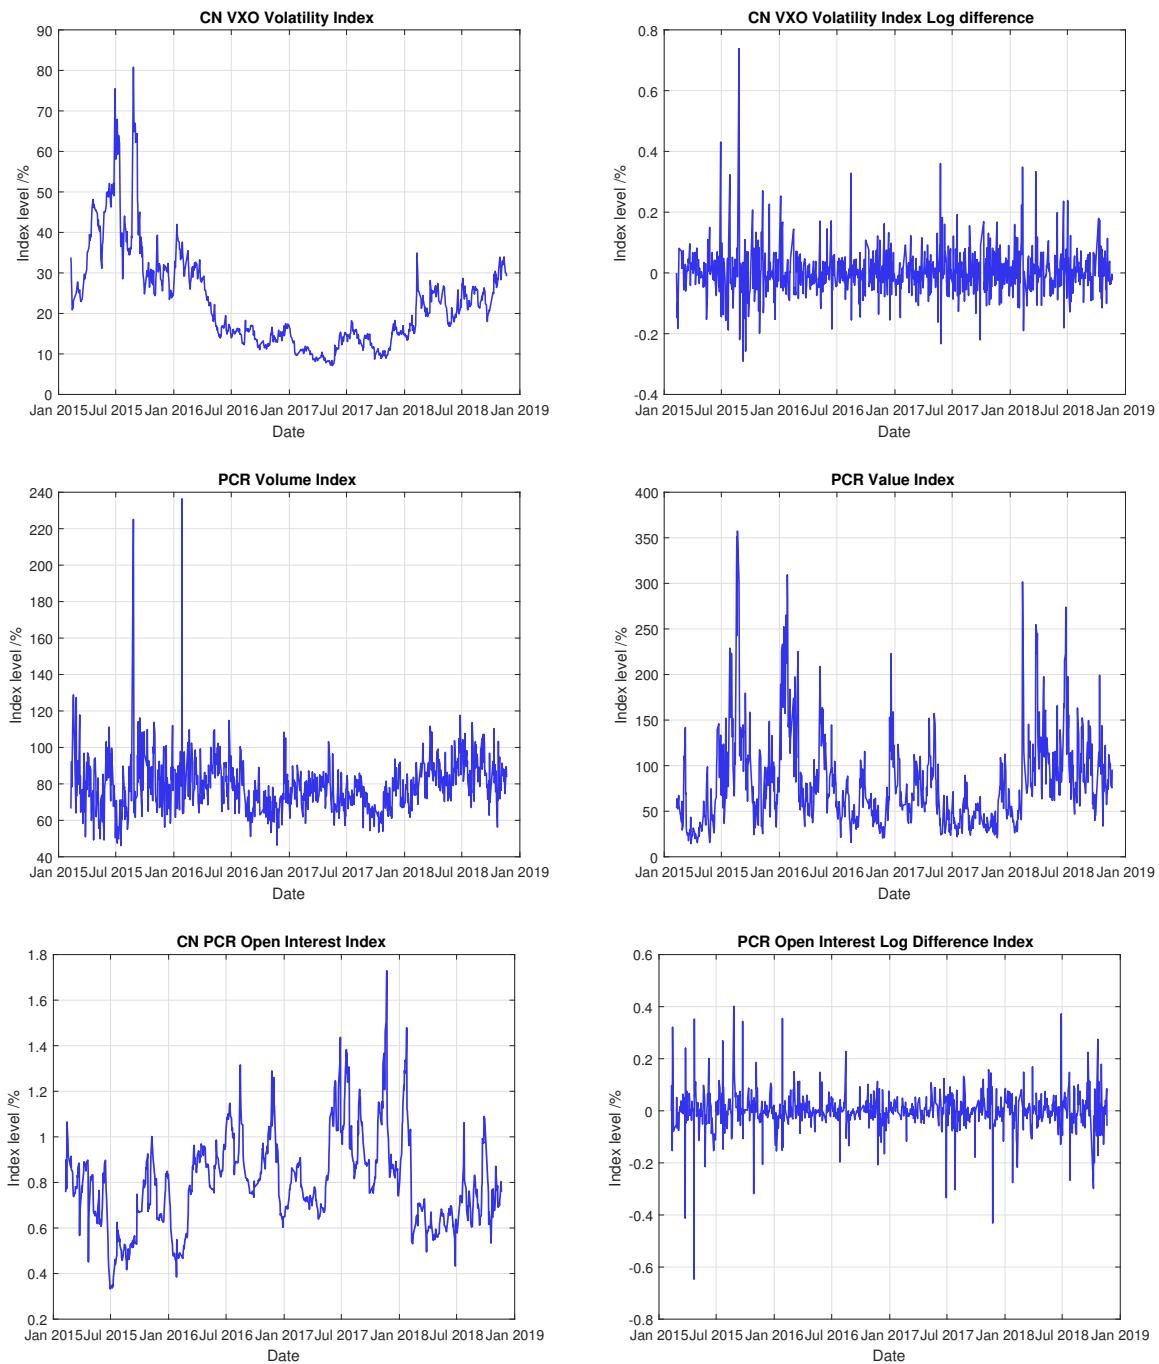 CN VXO Volatility Index
90
80
70
60
50
40
30
20
10
0
Index level /%
Jan 2015 Jul 2015 Jan 2016 Jul 2016 Jan 2017 Jul 2017 Jan 2018 Jul 2018 Jan 2019
Date
CN VXO Volatility Index Log difference
0.8
0.6
0.4
0.2
0
-0.2
-0.4
Index level /%
Jan 2015 Jul 2015 Jan 2016 Jul 2016 Jan 2017 Jul 2017 Jan 2018 Jul 2018 Jan 2019
Date
PCR Volume Index
240
220
200
180
160
140
120
100
80
60
40
Index level /%
Jan 2015 Jul 2015 Jan 2016 Jul 2016 Jan 2017 Jul 2017 Jan 2018 Jul 2018 Jan 2019
Date
PCR Value Index
400
350
300
250
200
150
100
50
0
Index level /%
Jan 2015 Jul 2015 Jan 2016 Jul 2016 Jan 2017 Jul 2017 Jan 2018 Jul 2018 Jan 2019
Date
CN PCR Open Interest Index
1.8
1.6
1.4
1.2
1
0.8
0.6
0.4
0.2
Index level /%
Jan 2015 Jul 2015 Jan 2016 Jul 2016 Jan 2017 Jul 2017 Jan 2018 Jul 2018 Jan 2019
Date
PCR Open Interest Log Difference Index
0.6
0.4
0.2
0
-0.2
-0.4
-0.6
-0.8
Index level /%
Jan 2015 Jul 2015 Jan 2016 Jul 2016 Jan 2017 Jul 2017 Jan 2018 Jul 2018 Jan 2019
Date